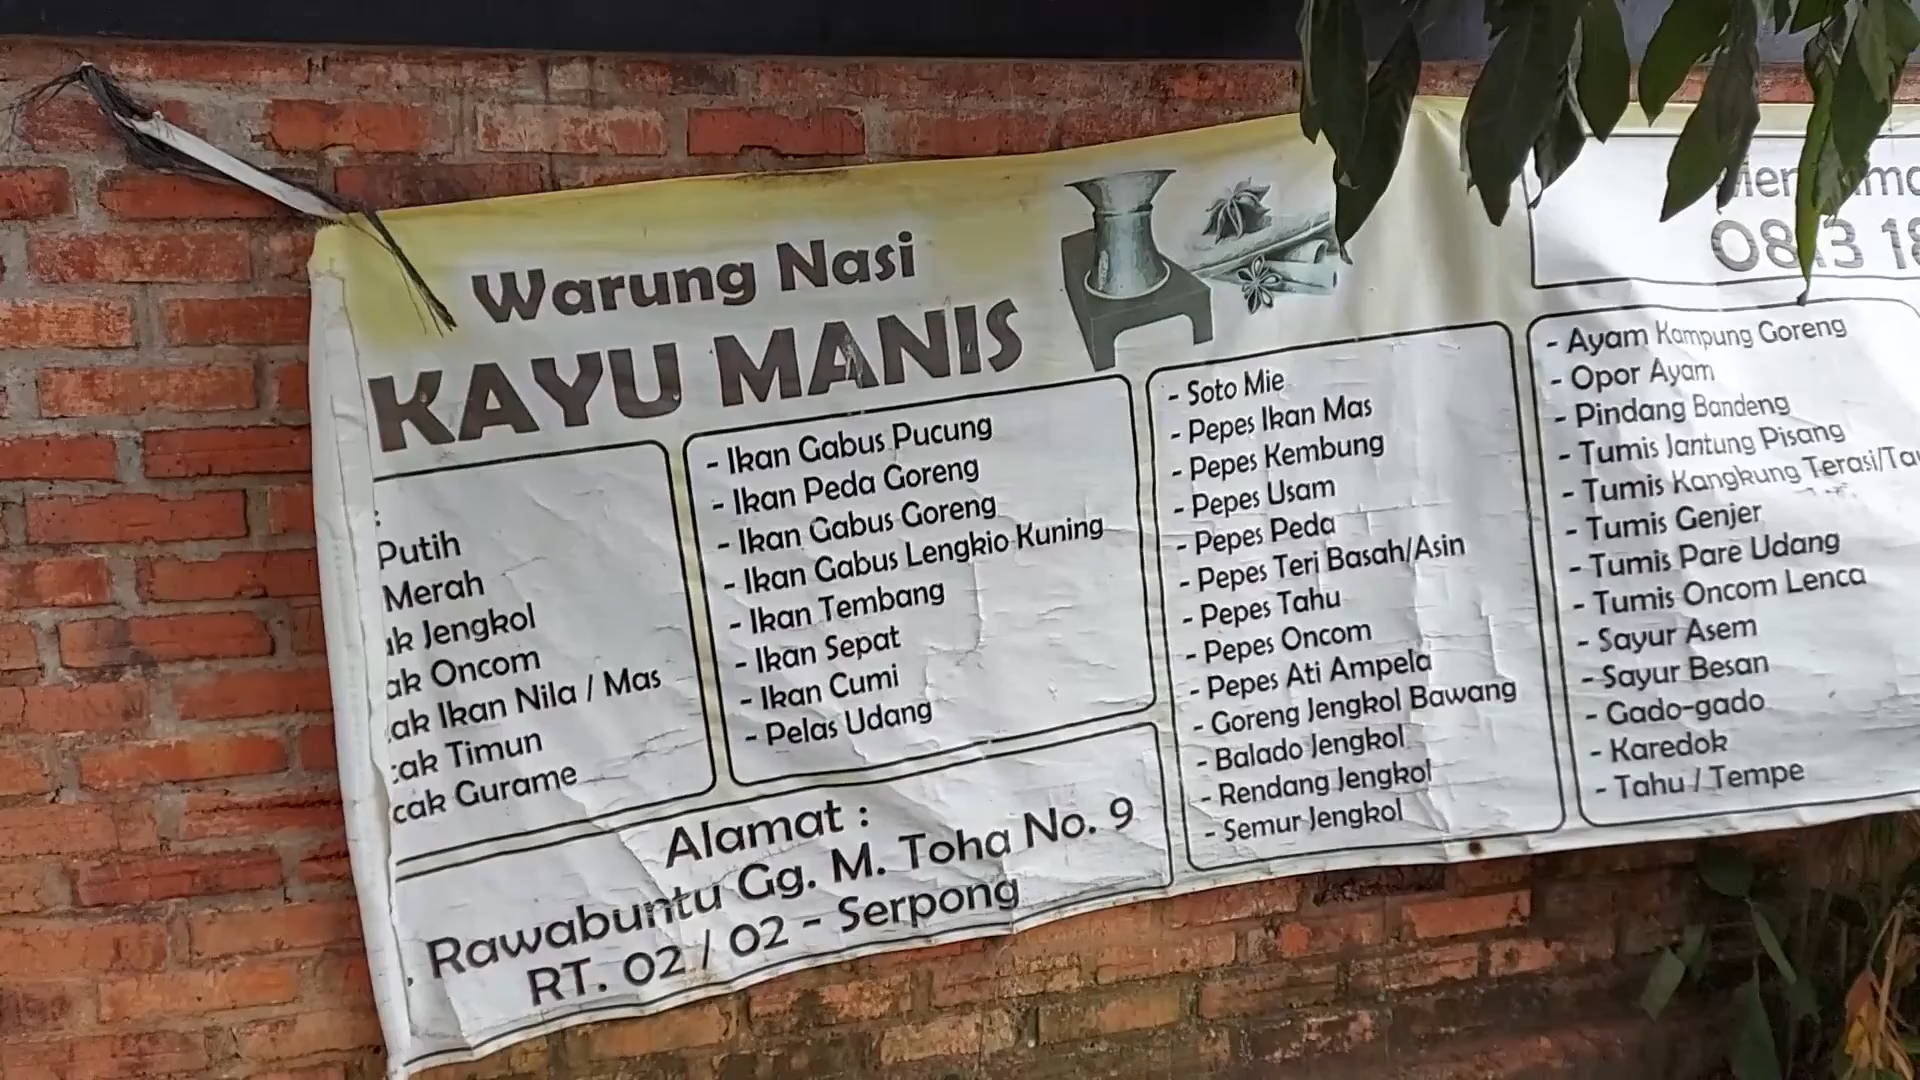 Warung Nasi
KAYU MANIS
:
Putih
Merah
ak Jengkol
ak Oncom
ak Ikan Nila / Mas
cak Timun
cak Gurame
- Ikan Gabus Pucung
- Ikan Peda Goreng
- Ikan Gabus Goreng
- Ikan Gabus Lengkio Kuning
- Ikan Tembang
- Ikan Sepat
- Ikan Cumi
- Pelas Udang
Alamat :
. Rawabuntu Gg. M. Toha No. 9
RT. 02 / 02 - Serpong
- Soto Mie
- Pepes Ikan Mas
- Pepes Kembung
- Pepes Usam
- Pepes Peda
- Pepes Teri Basah/Asin
- Pepes Tahu
- Pepes Oncom
- Pepes Ati Ampela
- Goreng Jengkol Bawang
- Balado Jengkol
- Rendang Jengkol
- Semur Jengkol
- Ayam Kampung Goreng
- Opor Ayam
- Pindang Bandeng
- Tumis Jantung Pisang
- Tumis Kangkung Terasi/
- Tumis Genjer
- Tumis Pare Udang
- Tumis Oncom Lenca
- Sayur Asem
- Sayur Besan
- Gado-gado
- Karedok
- Tahu / Tempe